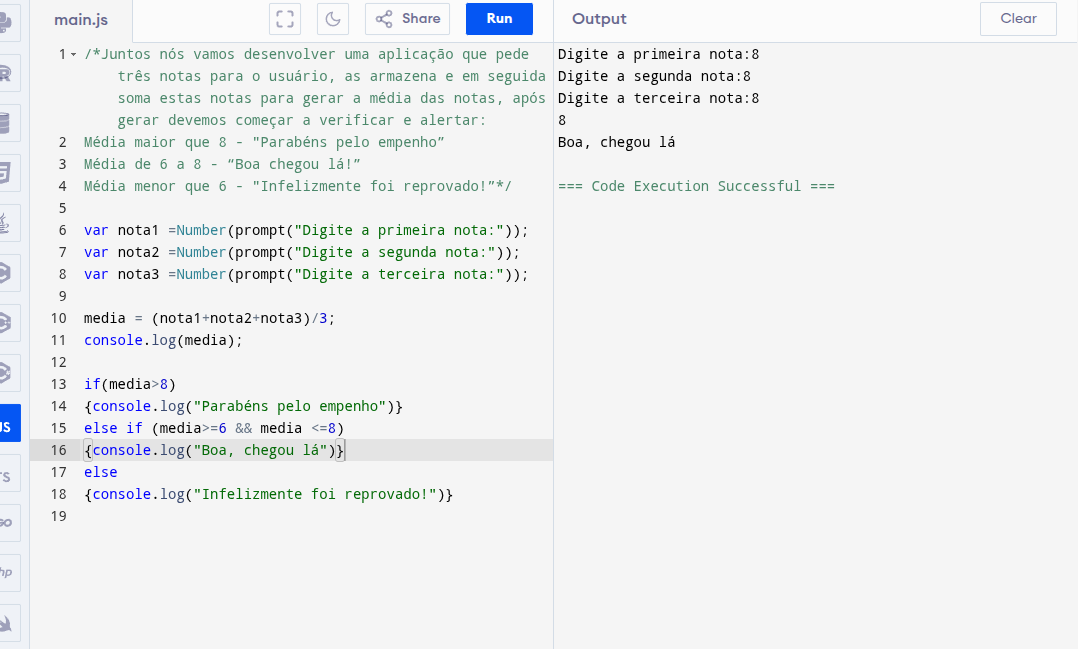 main.js
Share
Run
Output
Clear
1 /*Juntos nós vamos desenvolver uma aplicação que pede
três notas para o usuário, as armazena e em seguida
soma estas notas para gerar a média das notas, após
gerar devemos começar a verificar e alertar:
2 Média maior que 8 - "Parabéns pelo empenho”
3 Média de 6 a 8 - “Boa chegou lá!”
4 Média menor que 6 - "Infelizmente foi reprovado!”*/
5
6 var nota1 =Number(prompt("Digite a primeira nota:"));
7 var nota2 =Number(prompt("Digite a segunda nota:"));
8 var nota3 =Number(prompt("Digite a terceira nota:"));
9
10 media = (nota1+nota2+nota3)/3;
11 console.log(media);
12
13 if(media>8)
14 {console.log("Parabéns pelo empenho")}
15 else if (media>=6 && media <=8)
16 {console.log("Boa, chegou lá")}
17 else
18 {console.log("Infelizmente foi reprovado!")}
19
Digite a primeira nota:8
Digite a segunda nota:8
Digite a terceira nota:8
8
Boa, chegou lá
=== Code Execution Successful ===